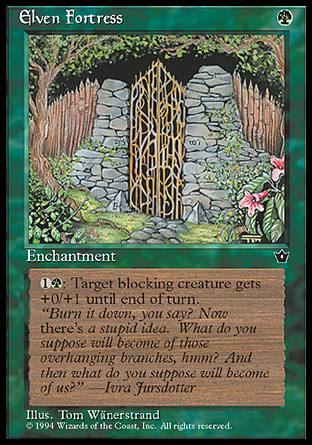 Elven Fortress
Enchantment
1: Target blocking creature gets
+0/+1 until end of turn.
"Burn it down, you say? Now
there's a stupid idea. What do you
suppose will become of those
overhanging branches, hmm? And
then what do you suppose will become
of us?" —Ivra Jursdotter
Illus. Tom Wänerstrand
© 1994 Wizards of the Coast, Inc. All rights reserved.